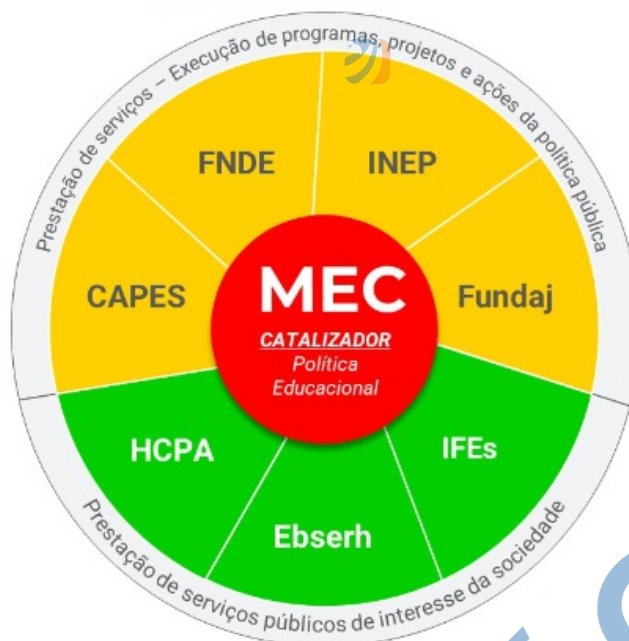 Prestação de serviços – Execução de programas, projetos e ações da política pública
FNDE
INEP
CAPES
Fundaj
MEC
CATALIZADOR
Política
Educacional
HCPA
IFEs
Ebserh
Prestação de serviços públicos de interesse da sociedade